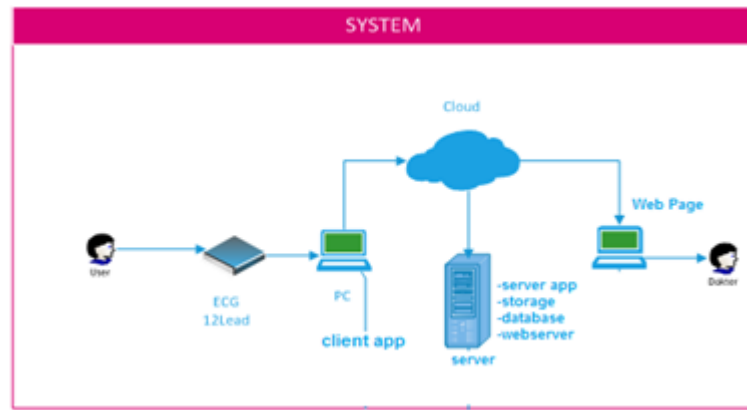 SYSTEM
Cloud
Web Page
User
ECG
12Lead
PC
client app
-server app
-storage
-database
-webserver
server
Dokter